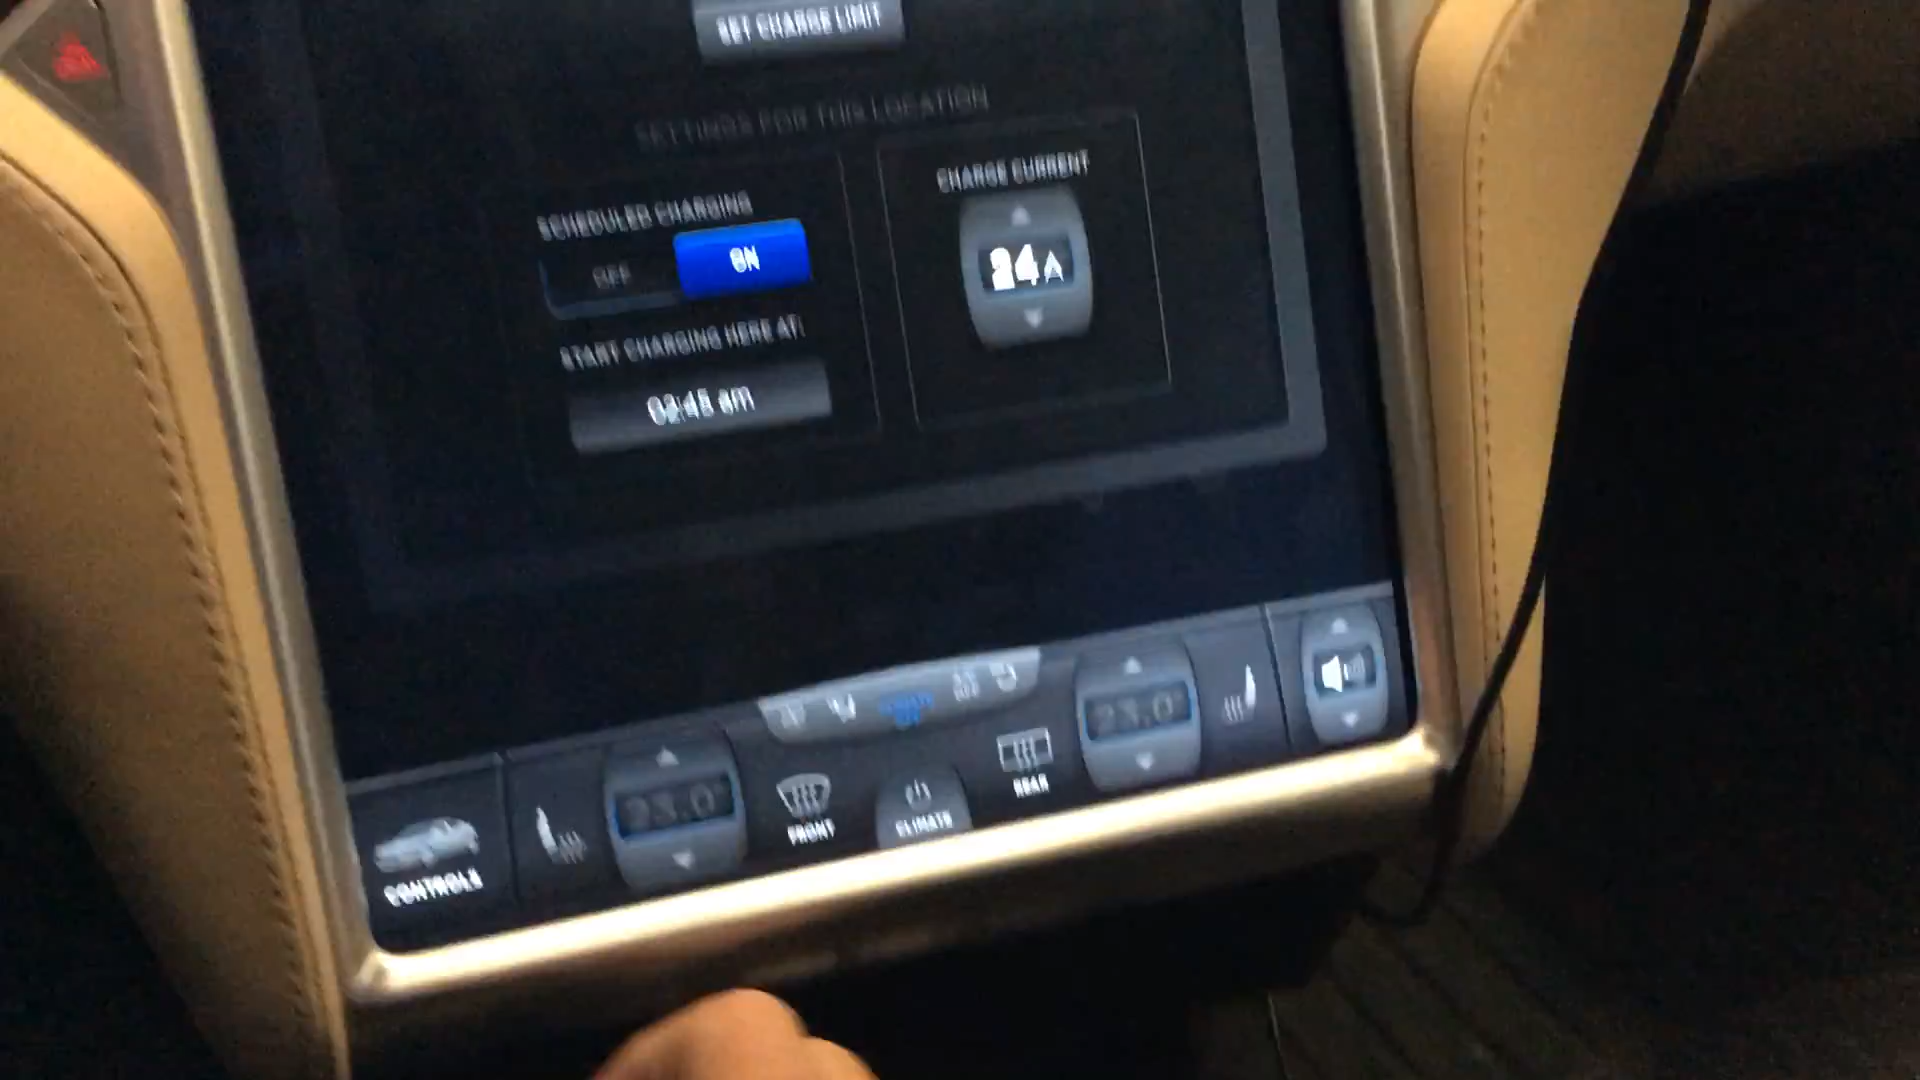 SET CHARGE LIMIT
SETTINGS FOR THIS LOCATION
SCHEDULED CHARGING
CHARGE CURRENT
OFF
ON
24A
START CHARGING HERE AT:
02:45 am
23.0
23.0
REAR
FRONT
CLIMATE
CONTROLS